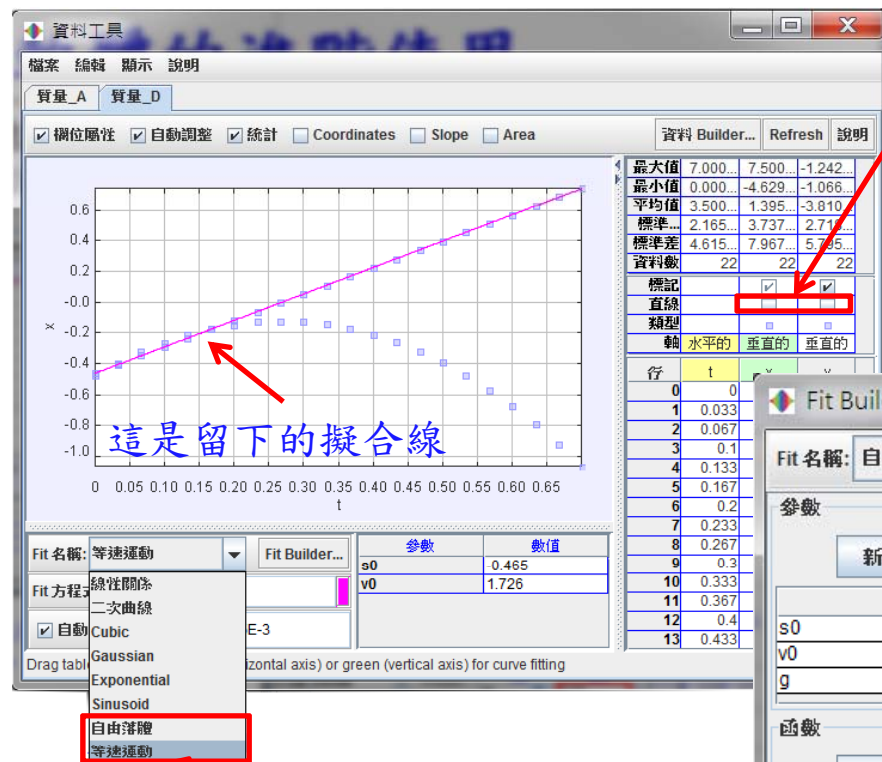 資料工具
檔案 編輯 顯示 說明
質量_A 質量_D
欄位屬性 自動調整 統計 Coordinates Slope Area 資料 Builder... Refresh 說明
最大值 7.000... 7.500... -1.242...
最小值 0.000... -4.629... -1.066...
平均值 3.500... 1.395... -3.810...
標準... 2.165... 3.737... 2.718...
標準差 4.615... 7.967... 5.795...
資料數 22 22 22
標記
直線
類型
軸 水平的 垂直的 垂直的
行 t
0 0
1 0.033
2 0.067
3 0.1
4 0.133
5 0.167
6 0.2
7 0.233
8 0.267
9 0.3
10 0.333
11 0.367
12 0.4
13 0.433
0.6
0.4
0.2
-0.0
-0.2
-0.4
-0.6
-0.8
-1.0
x
這是留下的擬合線
0 0.05 0.10 0.15 0.20 0.25 0.30 0.35 0.40 0.45 0.50 0.55 0.60 0.65
t
Fit 名稱: 等速運動 Fit Builder...
參數 數值
s0 -0.465
v0 1.726
Fit 方程
自動 E-3
線性關係
二次曲線
Cubic
Gaussian
Exponential
Sinusoid
自由落體
等速運動
Drag table izontal axis) or green (vertical axis) for curve fitting
Fit Buil
Fit 名稱: 自
參數
新
s0
v0
g
函數